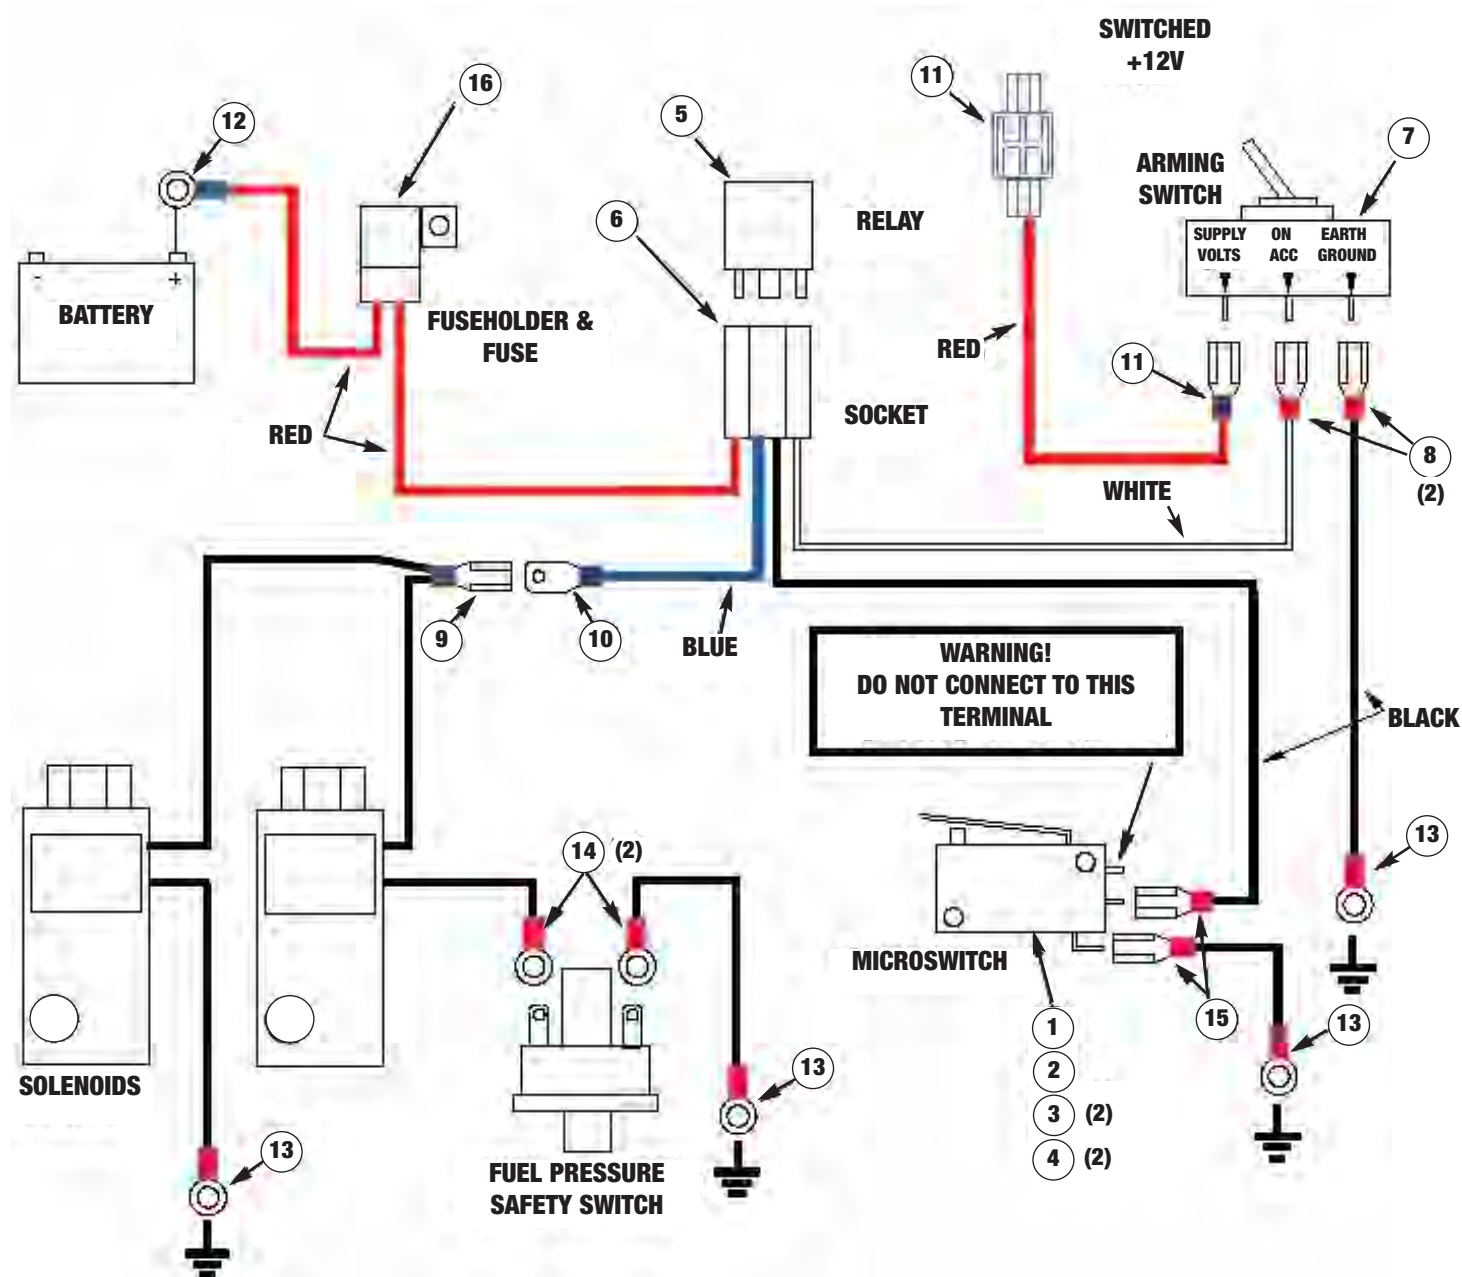 SWITCHED
+12V
16
11
12
5
7
ARMING
SWITCH
6
RELAY
SUPPLY
VOLTS
ON
ACC
EARTH
GROUND
-
+
BATTERY
FUSEHOLDER &
FUSE
RED
11
SOCKET
RED
8
(2)
WHITE
9
10
BLUE
WARNING!
DO NOT CONNECT TO THIS
TERMINAL
BLACK
14
(2)
13
MICROSWITCH
15
13
1
2
3 (2)
4 (2)
SOLENOIDS
13
13
FUEL PRESSURE
SAFETY SWITCH